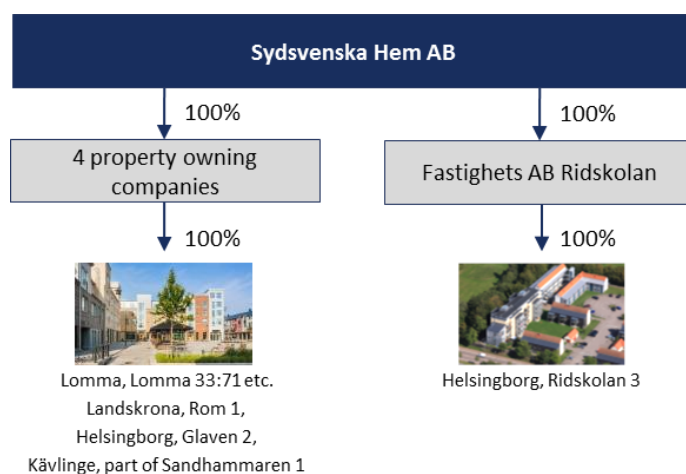 Sydsvenska Hem AB
100%
100%
4 property owning
companies
Fastighets AB Ridskolan
100%
100%
Lomma, Lomma 33:71 etc.
Landskrona, Rom 1,
Helsingborg, Glaven 2,
Kävlinge, part of Sandhammaren 1
Helsingborg, Ridskolan 3